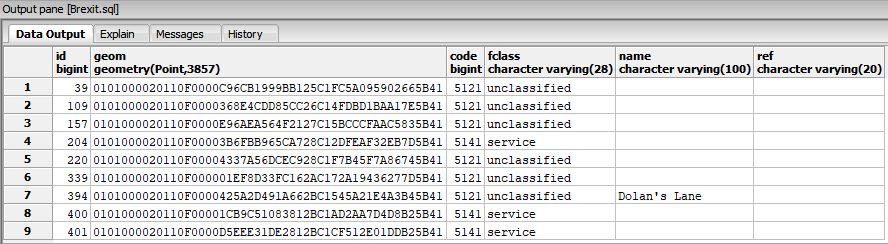 Output pane [Brexit.sql]
Data Output Explain Messages History
id bigint geom geometry(Point,3857) code bigint fclass character varying(28) name character varying(100) ref character varying(20)
1 39 0101000020110F0000C96CB1999BB125C1FC5A095902665B41 5121 unclassified
2 109 0101000020110F0000368E4CDD85CC26C14FDBD1BAA17E5B41 5121 unclassified
3 157 0101000020110F0000E96AEA564F2127C15BCCCFAAC5835B41 5121 unclassified
4 204 0101000020110F00003B6FBB965CA728C12DFEAF32EB7D5B41 5141 service
5 220 0101000020110F00004337A56DCEC928C1F7B45F7A86745B41 5121 unclassified
6 339 0101000020110F000001EF8D33FC162AC172A19436277D5B41 5121 unclassified
7 394 0101000020110F0000425A2D491A662BC1545A21E4A3B45B41 5121 unclassified Dolan's Lane
8 400 0101000020110F00001CB9C51083812BC1AD2AA7D4D8B25B41 5141 service
9 401 0101000020110F0000D5EEE31DE2812BC1CF512E01DDB25B41 5141 service